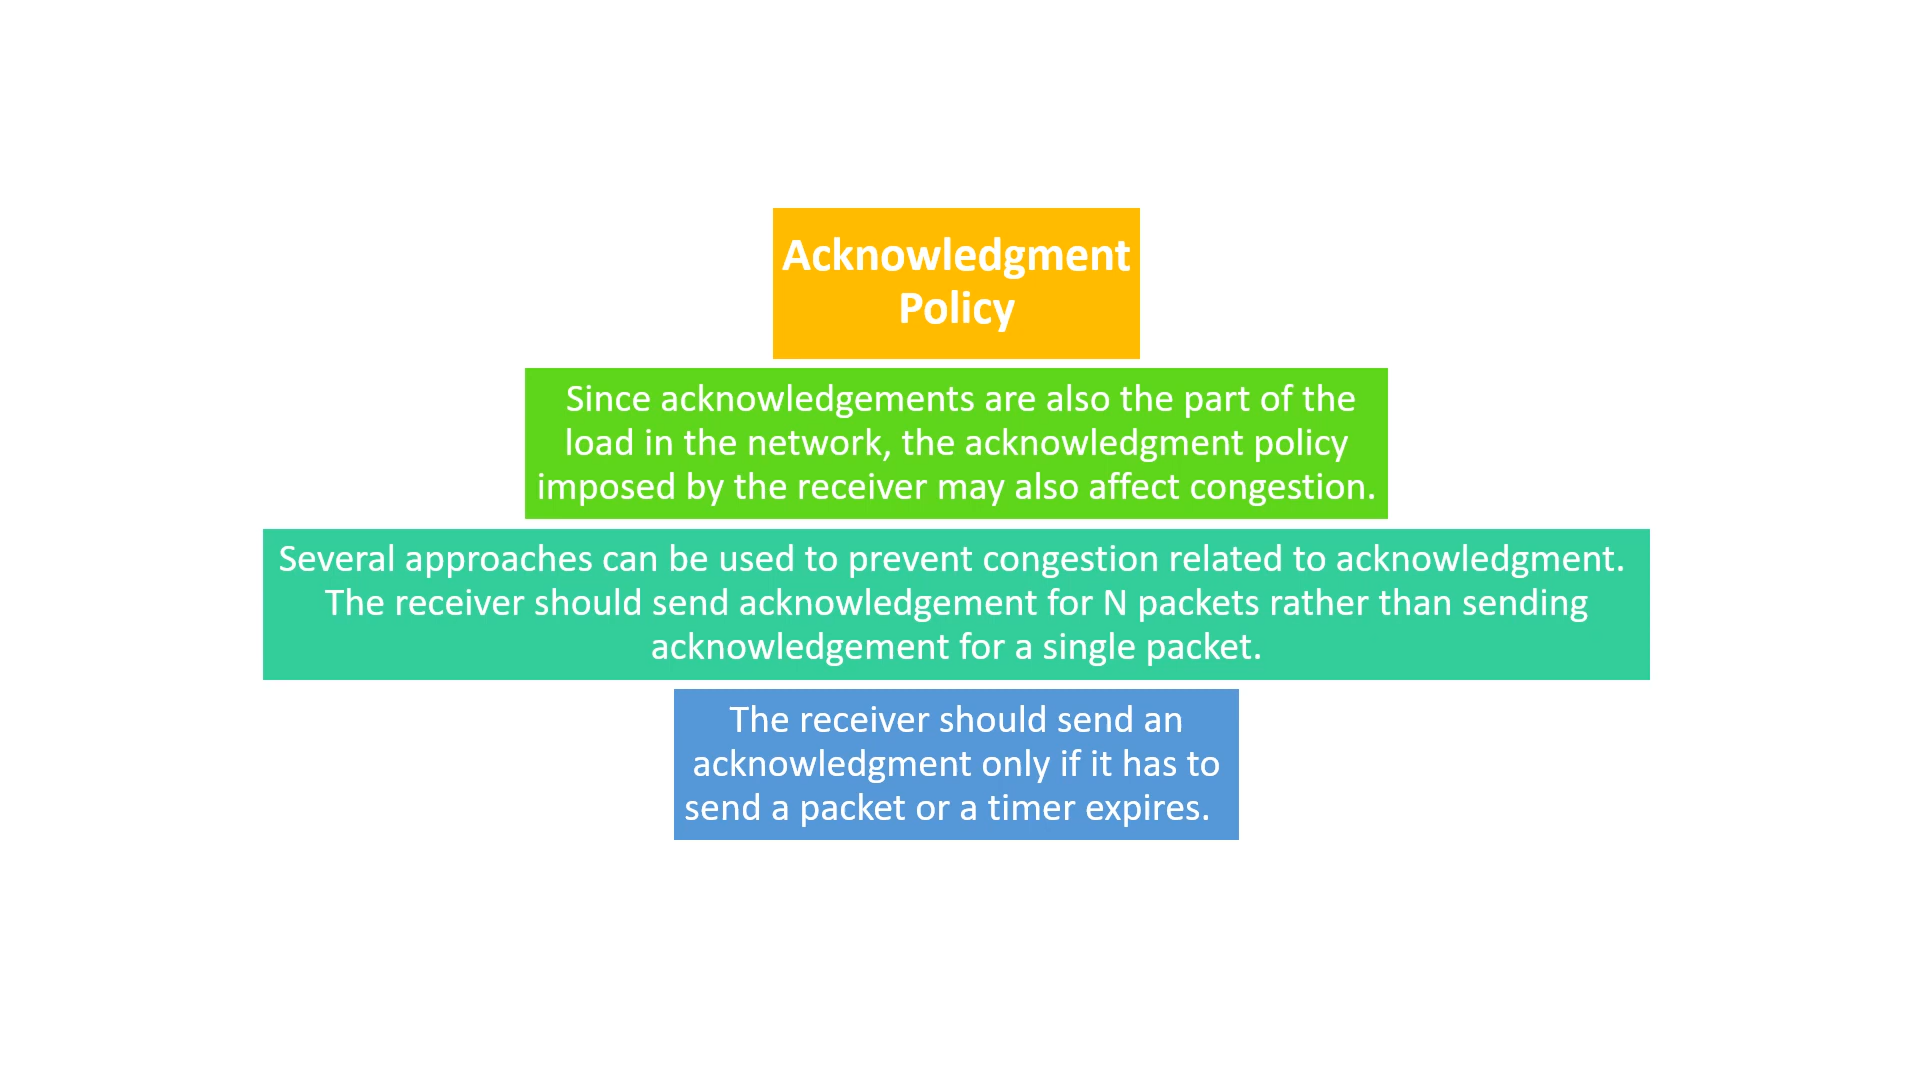 Acknowledgment
Policy
Since acknowledgements are also the part of the
load in the network, the acknowledgment policy
imposed by the receiver may also affect congestion.
Several approaches can be used to prevent congestion related to acknowledgment.
The receiver should send acknowledgement for N packets rather than sending
acknowledgement for a single packet.
The receiver should send an
acknowledgment only if it has to
send a packet or a timer expires.